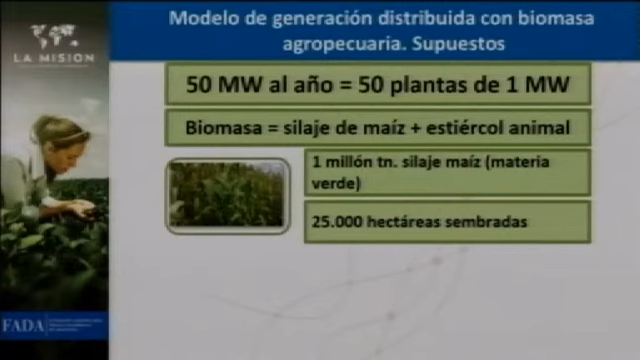 Modelo de generación distribuida con biomasa
agropecuaria. Supuestos
LA MISION
50 MW al año = 50 plantas de 1 MW
Biomasa = silaje de maíz + estiércol animal
1 millón tn. silaje maíz (materia
verde)
25.000 hectáreas sembradas
FADA